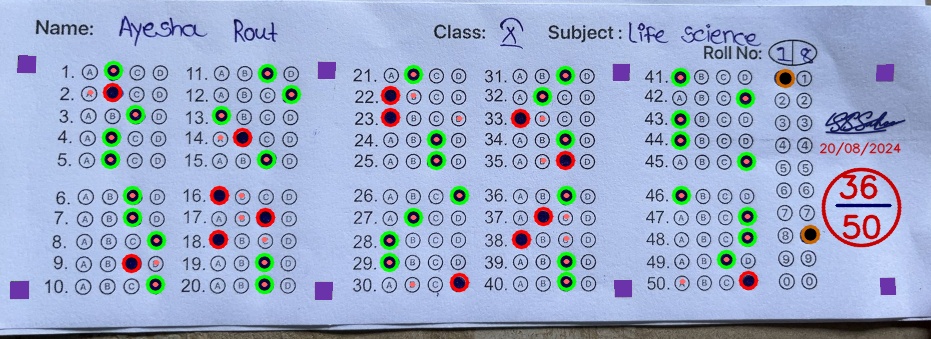 Name: Ayesha Rout Class: X Subject : Life Science
Roll No: 1 8
1. A C D 11. A B D 21. A C D 31. A B D 41. B C D 1
2. C D 12. A B C 22. C D 32. A C D 42. A B C 2 2
3. A B D 13. B C D 23. B C 33. C D 43. B C D 3 3
4. A C D 14. C D 24. A B D 34. A B D 44. B C D 4 4
20/08/2024
5. A C D 15. A B D 25. A B D 35. A D 45. A B C 5 5
6. A B D 16. C D 26. A B C 36. A B D 46. B C D 6 6
36
7. A B D 17. A D 27. A C D 37. A D 47. A B C 7 7
50
8. A B C 18. B D 28. B C D 38. B D 48. A B C 8
9. A B 19. A B D 29. B C D 39. A B D 49. A B D 9 9
10. A B C 20. A B D 30. A C 40. A B D 50. B C 0 0